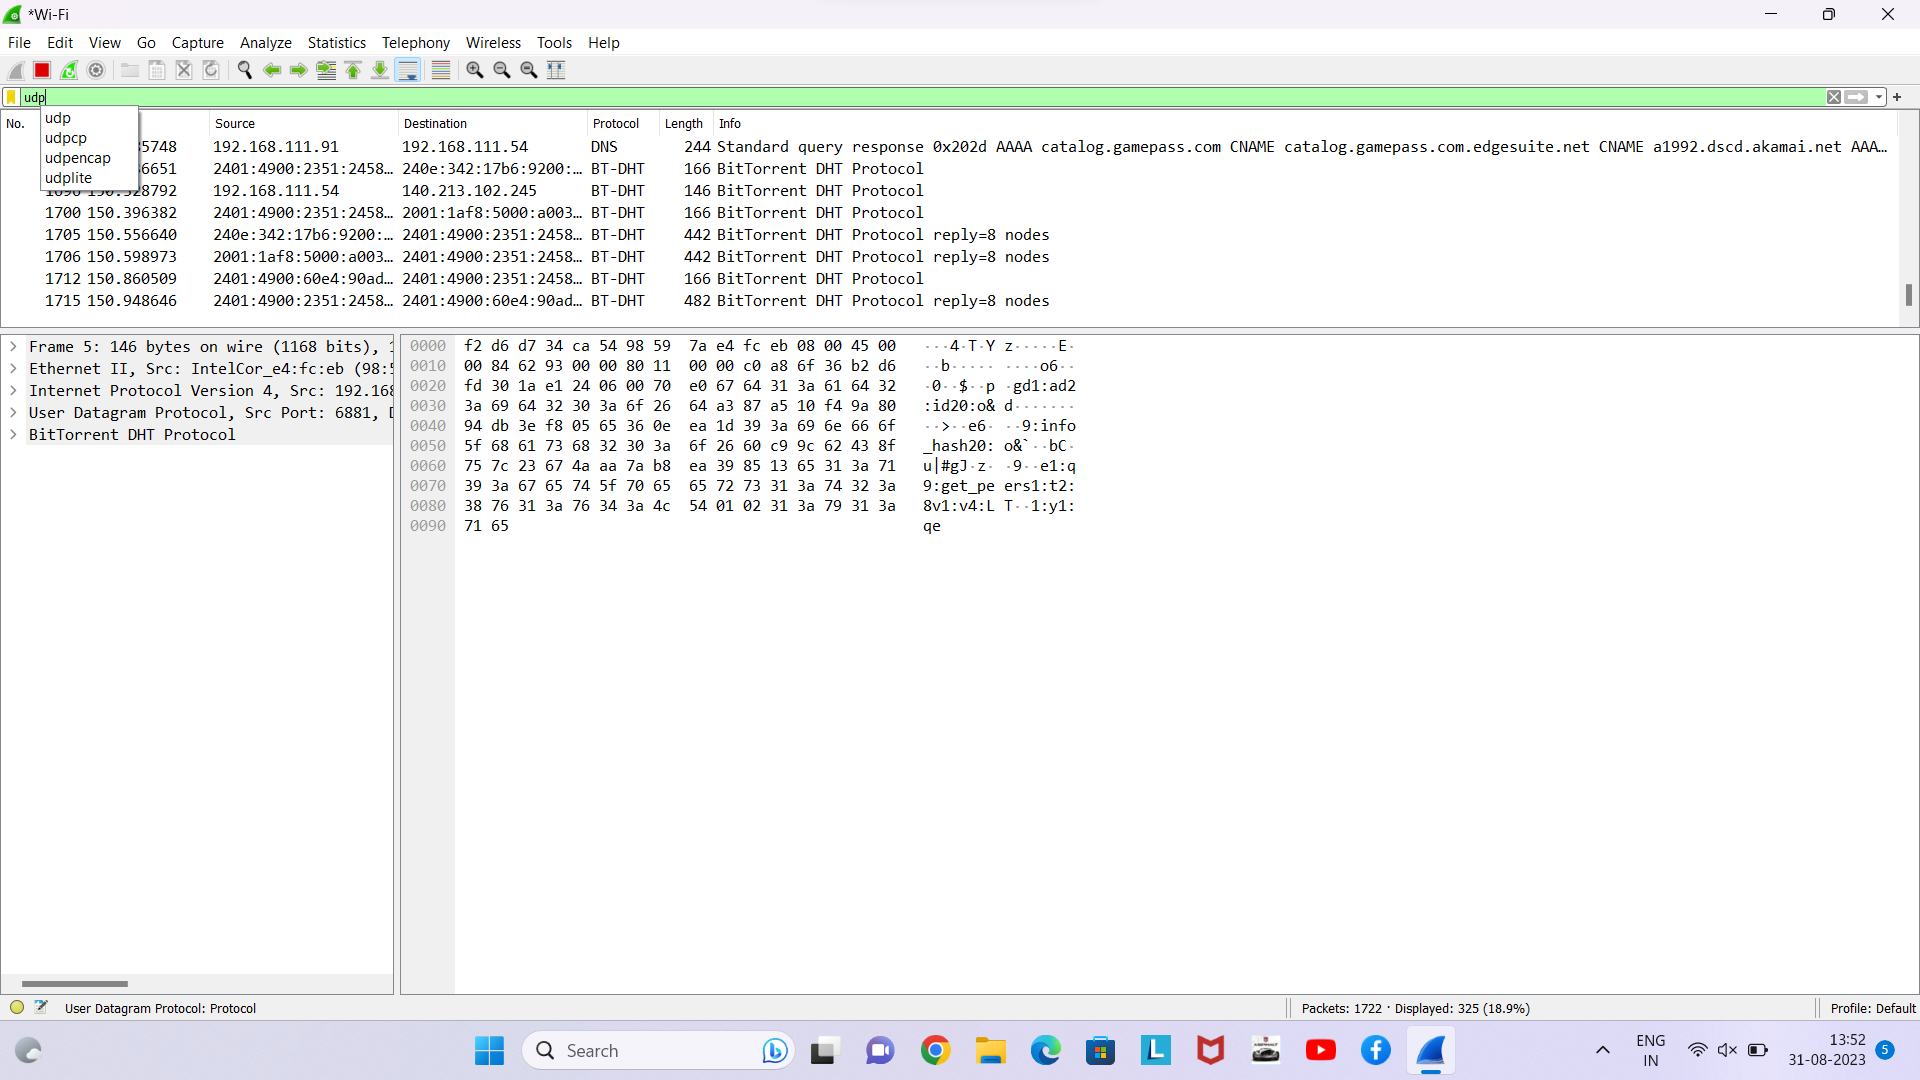 *Wi-Fi
File Edit View Go Capture Analyze Statistics Telephony Wireless Tools Help
udp
udp
udpcp
udpencap
udplite
No. Source Destination Protocol Length Info
5748 192.168.111.91 192.168.111.54 DNS 244 Standard query response 0x202d AAAA catalog.gamepass.com CNAME catalog.gamepass.com.edgesuite.net CNAME a1992.dscd.akamai.net AAA…
6651 2401:4900:2351:2458… 240e:342:17b6:9200:… BT-DHT 166 BitTorrent DHT Protocol
192.168.111.54 140.213.102.245 BT-DHT 146 BitTorrent DHT Protocol
1700 150.396382 2401:4900:2351:2458… 2001:1af8:5000:a003… BT-DHT 166 BitTorrent DHT Protocol
1705 150.556640 240e:342:17b6:9200:… 2401:4900:2351:2458… BT-DHT 442 BitTorrent DHT Protocol reply=8 nodes
1706 150.598973 2001:1af8:5000:a003… 2401:4900:2351:2458… BT-DHT 442 BitTorrent DHT Protocol reply=8 nodes
1712 150.860509 2401:4900:60e4:90ad… 2401:4900:2351:2458… BT-DHT 166 BitTorrent DHT Protocol
1715 150.948646 2401:4900:2351:2458… 2401:4900:60e4:90ad… BT-DHT 482 BitTorrent DHT Protocol reply=8 nodes
Frame 5: 146 bytes on wire (1168 bits), 1
Ethernet II, Src: IntelCor_e4:fc:eb (98:5
Internet Protocol Version 4, Src: 192.168
User Datagram Protocol, Src Port: 6881, D
BitTorrent DHT Protocol
0000 f2 d6 d7 34 ca 54 98 59 7a e4 fc eb 08 00 45 00 ···4·T·Y z·····E·
0010 00 84 62 93 00 00 80 11 00 00 c0 a8 6f 36 b2 d6 ··b····· ····o6··
0020 fd 30 1a e1 24 06 00 70 e0 67 64 31 3a 61 64 32 ·0··$··p ·gd1:ad2
0030 3a 69 64 32 30 3a 6f 26 64 a3 87 a5 10 f4 9a 80 :id20:o& d·······
0040 94 db 3e f8 05 65 36 0e ea 1d 39 3a 69 6e 66 6f ··>··e6· ··9:info
0050 5f 68 61 73 68 32 30 3a 6f 26 60 c9 9c 62 43 8f _hash20: o&`··bC·
0060 75 7c 23 67 4a aa 7a b8 ea 39 85 13 65 31 3a 71 u|#gJ·z· ·9··e1:q
0070 39 3a 67 65 74 5f 70 65 65 72 73 31 3a 74 32 3a 9:get_pe ers1:t2:
0080 38 76 31 3a 76 34 3a 4c 54 01 02 31 3a 79 31 3a 8v1:v4:L T··1:y1:
0090 71 65 qe
User Datagram Protocol: Protocol Packets: 1722 · Displayed: 325 (18.9%) Profile: Default
Search ENG IN 13:52 31-08-2023 5